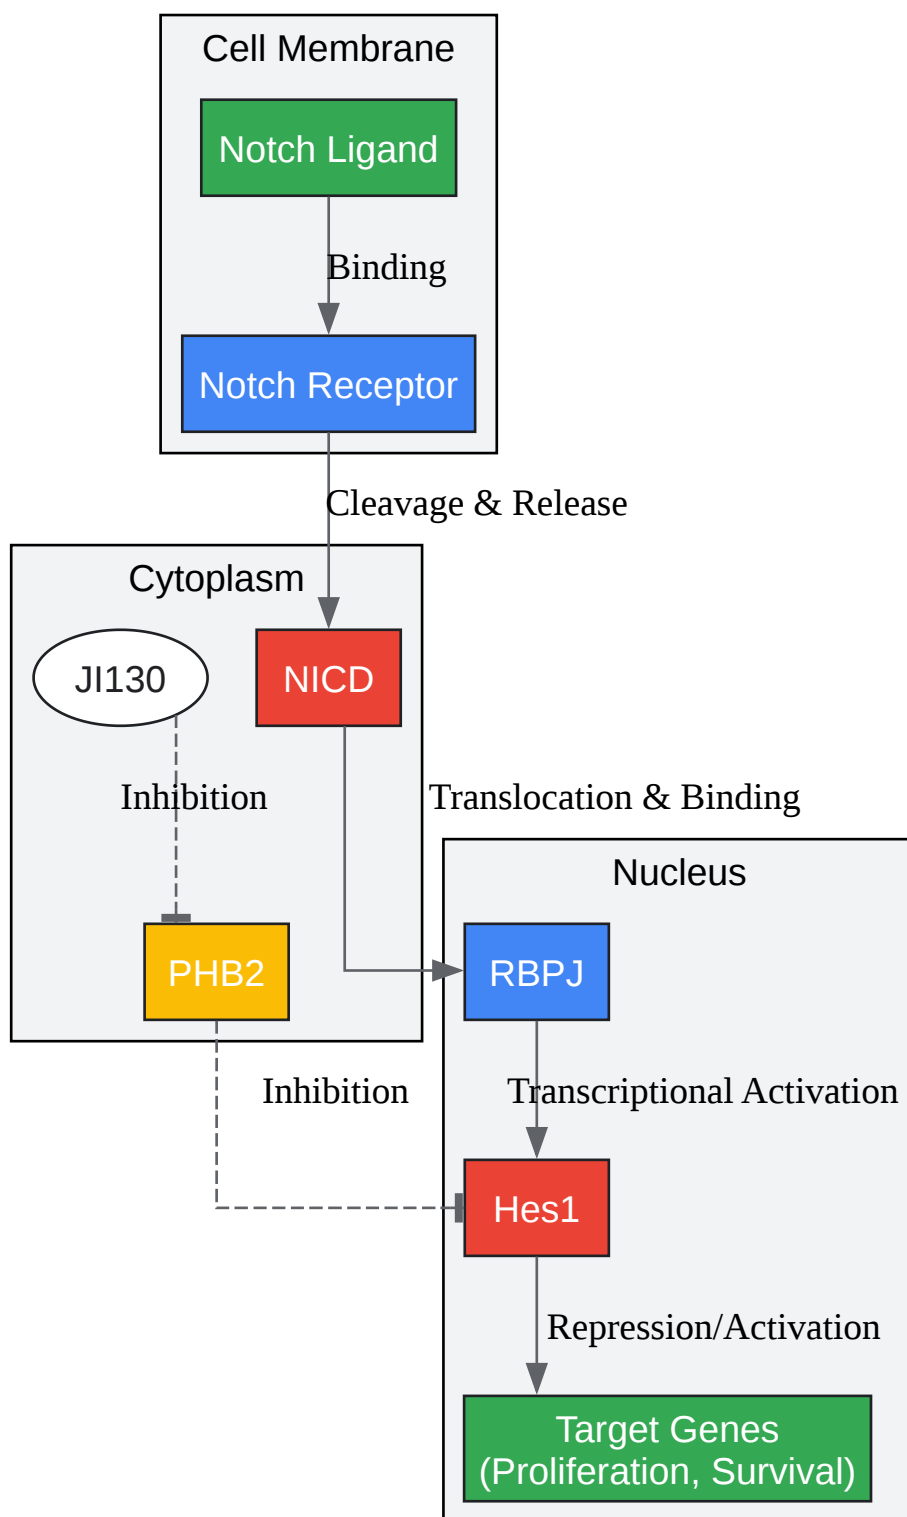 Cell Membrane
Notch Ligand
Binding
Notch Receptor
Cleavage & Release
Cytoplasm
JI130
NICD
Inhibition
Translocation & Binding
Nucleus
PHB2
RBPJ
Inhibition
Transcriptional Activation
Hes1
Repression/Activation
Target Genes
(Proliferation, Survival)